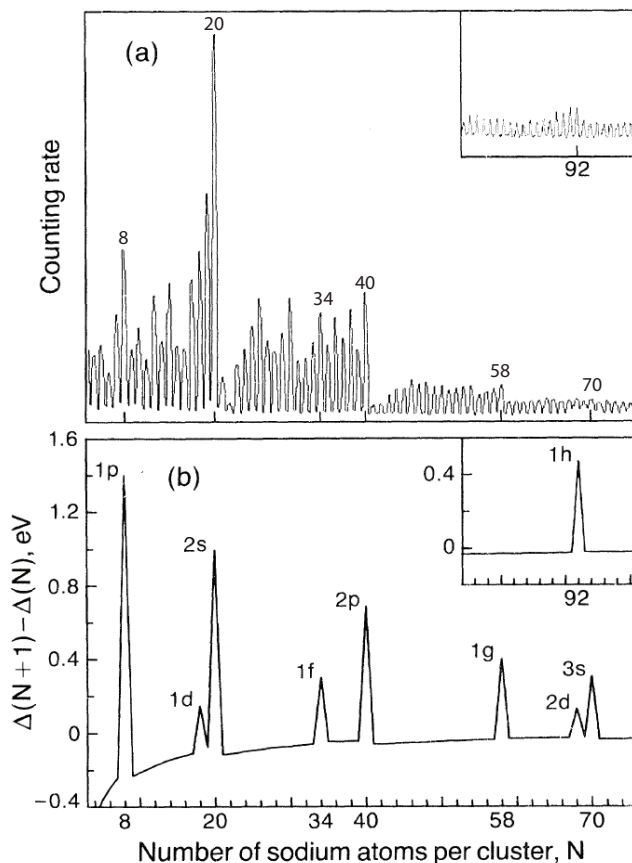 (a)
20
8
34
40
58
70
92
Counting rate
(b)
1.6
1.2
0.8
0.4
0
−0.4
Δ(N + 1) − Δ(N), eV
1p
1d
2s
1f
2p
1g
2d
3s
0.4
0
1h
92
8
20
34
40
58
70
Number of sodium atoms per cluster, N